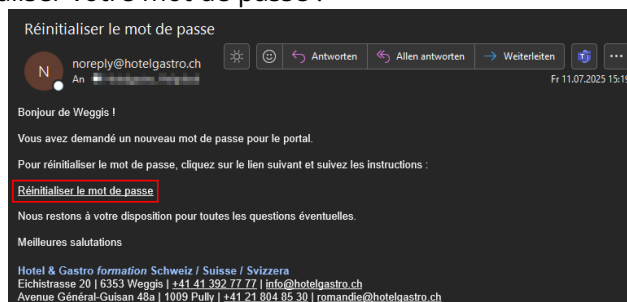 Réinitialiser le mot de passe
N
noreply@hotelgastro.ch
An
Antworten
Allen antworten
Weiterleiten
Fr 11.07.2025 15:19
Bonjour de Weggis !
Vous avez demandé un nouveau mot de passe pour le portal.
Pour réinitialiser le mot de passe, cliquez sur le lien suivant et suivez les instructions :
Réinitialiser le mot de passe
Nous restons à votre disposition pour toutes les questions éventuelles.
Meilleures salutations
Hotel & Gastro formation Schweiz / Suisse / Svizzera
Eichistrasse 20 | 6353 Weggis | +41 41 392 77 77 | info@hotelgastro.ch
Avenue Général-Guisan 48a | 1009 Pully | +41 21 804 85 30 | romandie@hotelgastro.ch